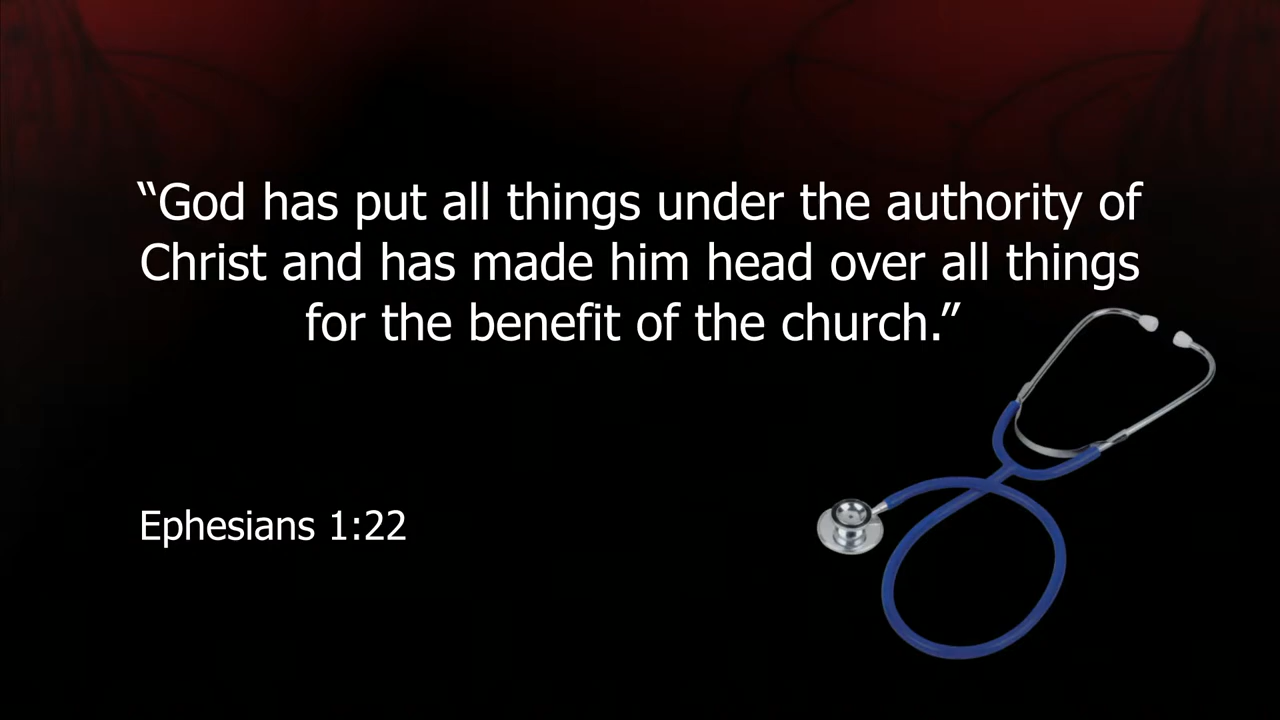 “God has put all things under the authority of
Christ and has made him head over all things
for the benefit of the church.”
Ephesians 1:22